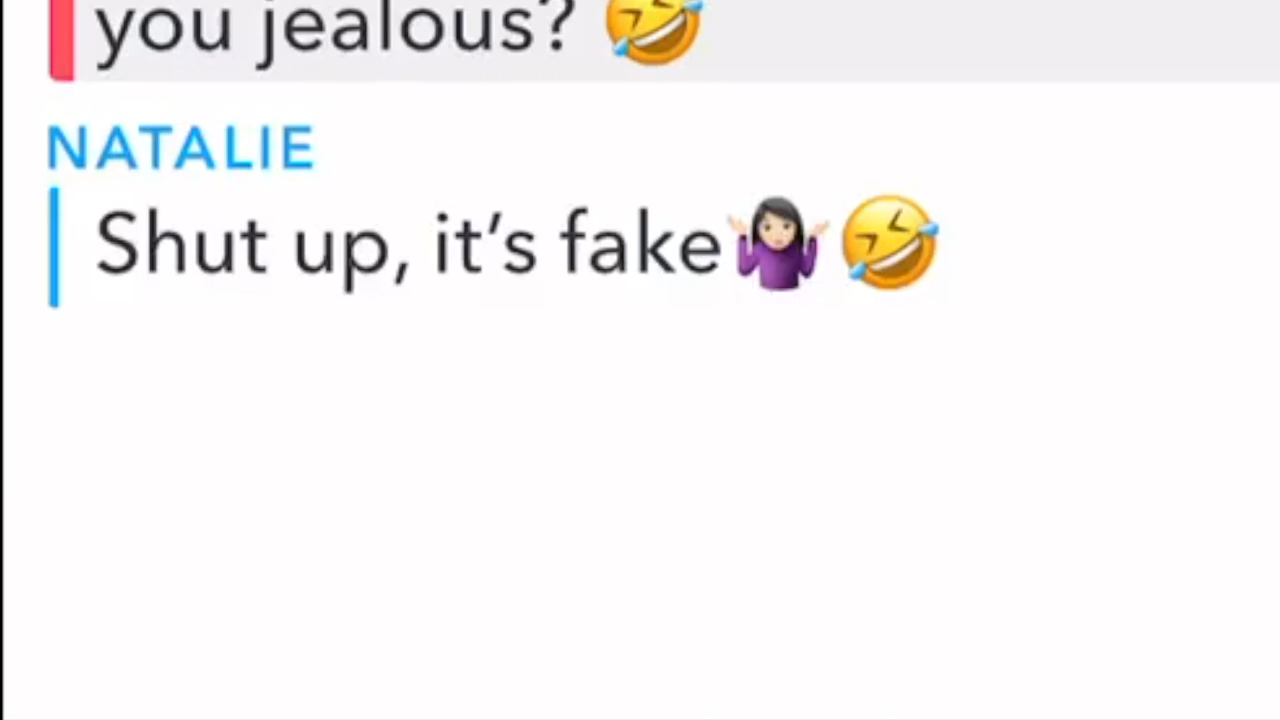 you jealous? 🤣
NATALIE
Shut up, it’s fake🤷🏻‍♀️🤣